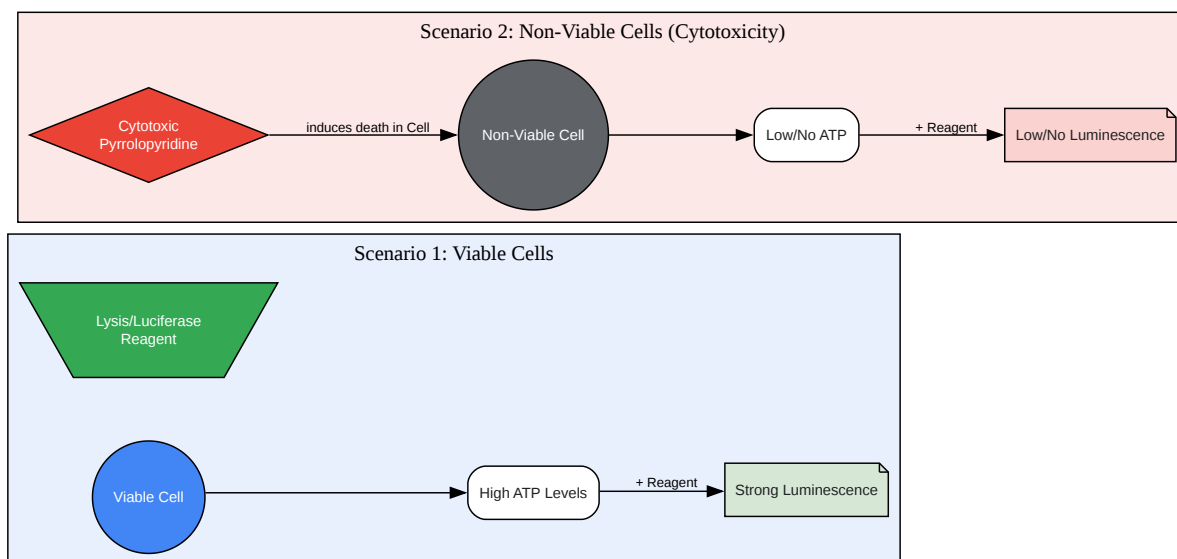 Scenario 2: Non-Viable Cells (Cytotoxicity)
Cytotoxic
Pyrrolopyridine
induces death in Cell
Non-Viable Cell
Low/No ATP
+ Reagent
Low/No Luminescence
Scenario 1: Viable Cells
Lysis/Luciferase
Reagent
Viable Cell
High ATP Levels
+ Reagent
Strong Luminescence